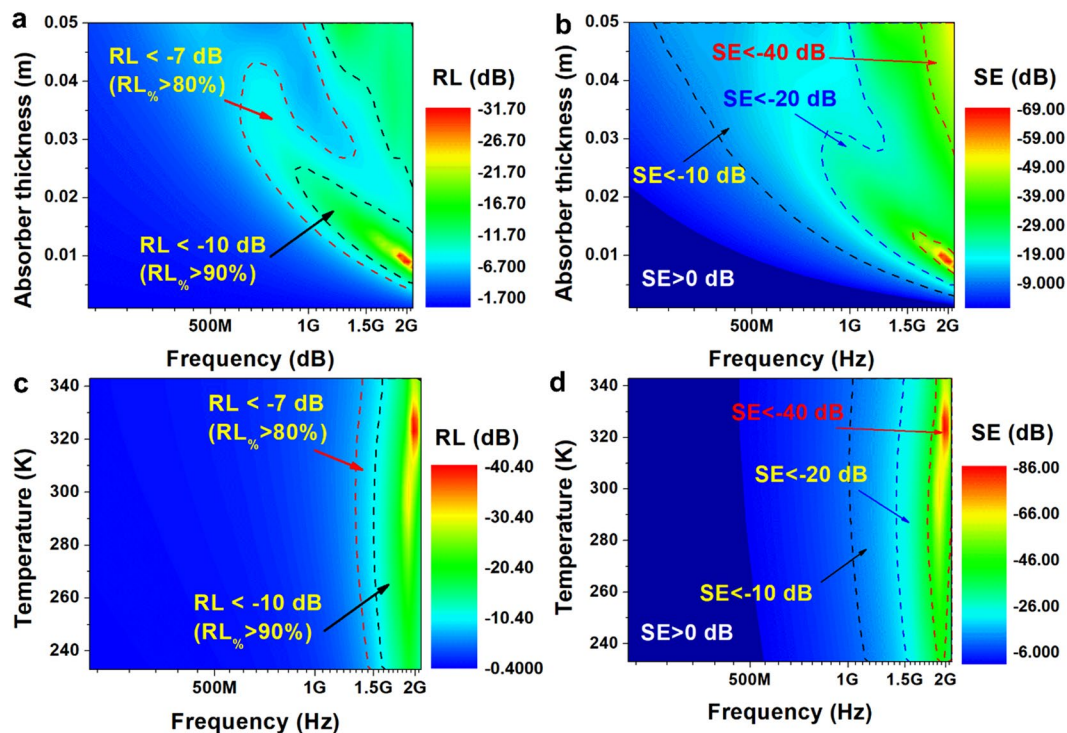 a
0.05
0.04
0.03
0.02
0.01
Absorber thickness (m)
RL < -7 dB
(RL%>80%)
RL < -10 dB
(RL%>90%)
500M 1G 1.5G 2G
Frequency (dB)
RL (dB)
-31.70
-21.70
-16.70
-11.70
-6.700
-1.700
b
0.05
0.04
0.03
0.02
0.01
Absorber thickness (m)
SE<-40 dB
SE<-20 dB
SE<-10 dB
SE>0 dB
500M 1G 1.5G 2G
Frequency (Hz)
SE (dB)
-69.00
-59.00
-49.00
-39.00
-29.00
-19.00
-9.000
c
340
320
300
280
260
240
Temperature (K)
RL < -7 dB
(RL%>80%)
RL < -10 dB
(RL%>90%)
500M 1G 1.5G 2G
Frequency (Hz)
RL (dB)
-40.40
-30.40
-20.40
-10.40
-0.4000
d
340
320
300
280
260
240
Temperature (K)
SE<-40 dB
SE<-20 dB
SE<-10 dB
SE>0 dB
500M 1G 1.5G 2G
Frequency (Hz)
SE (dB)
-86.00
-66.00
-46.00
-26.00
-6.000